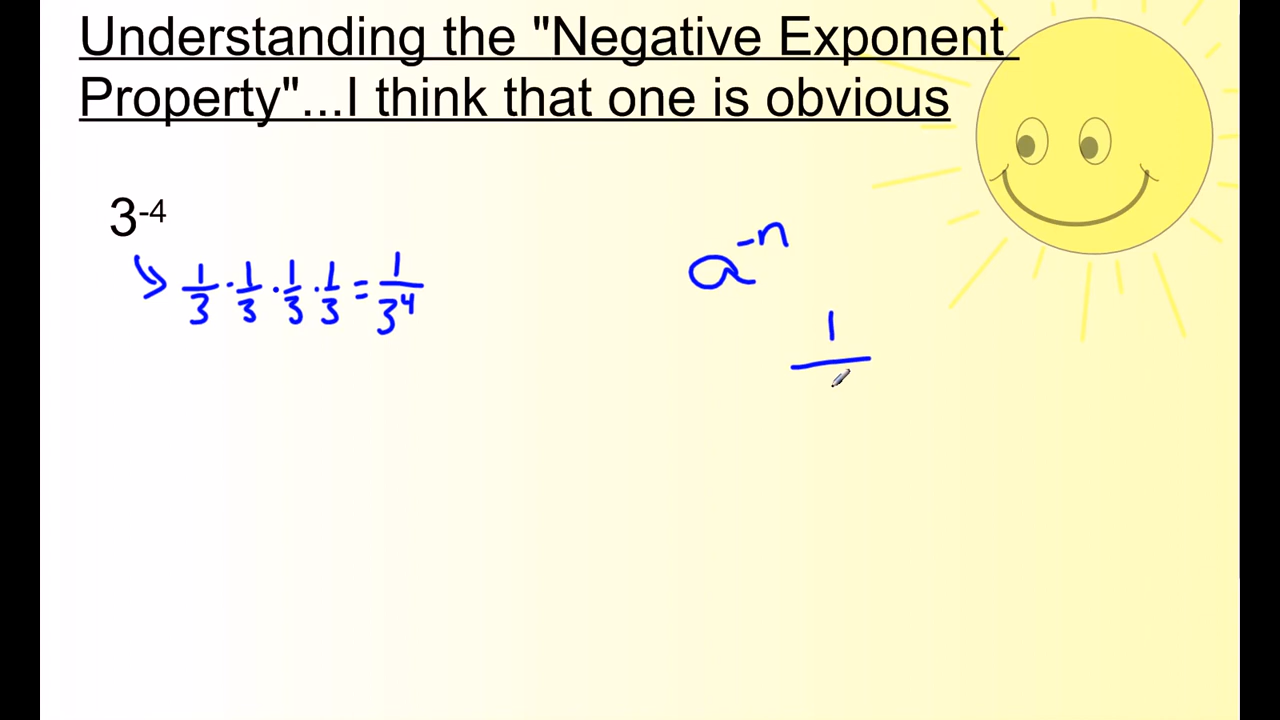 Understanding the "Negative Exponent
Property"...I think that one is obvious
3⁻⁴
1/3 · 1/3 · 1/3 · 1/3 = 1/3⁴
a⁻ⁿ
1/